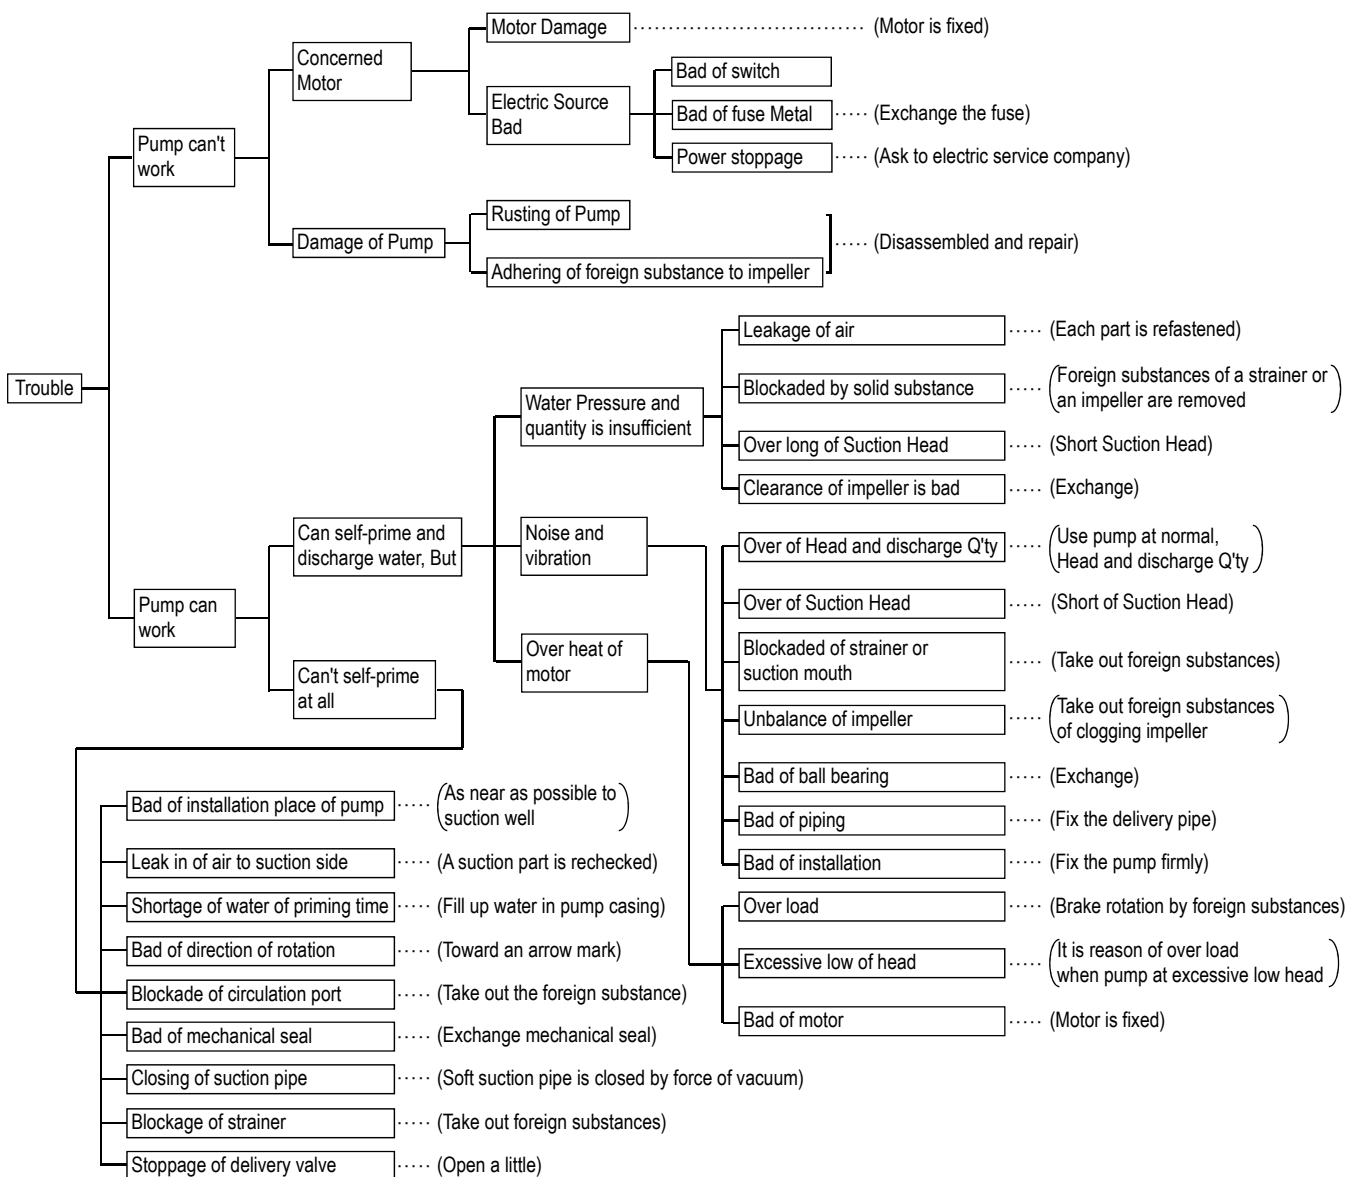 Trouble
Pump can't
work
Concerned
Motor
Motor Damage
(Motor is fixed)
Electric Source
Bad
Bad of switch
Bad of fuse Metal
(Exchange the fuse)
Power stoppage
(Ask to electric service company)
Damage of Pump
Rusting of Pump
Adhering of foreign substance to impeller
(Disassembled and repair)
Pump can
work
Can self-prime and
discharge water, But
Water Pressure and
quantity is insufficient
Leakage of air
(Each part is refastened)
Blockaded by solid substance
(Foreign substances of a strainer or
an impeller are removed)
Over long of Suction Head
(Short Suction Head)
Clearance of impeller is bad
(Exchange)
Noise and
vibration
Over of Head and discharge Q'ty
(Use pump at normal,
Head and discharge Q'ty)
Over of Suction Head
(Short of Suction Head)
Blockaded of strainer or
suction mouth
(Take out foreign substances)
Unbalance of impeller
(Take out foreign substances
of clogging impeller)
Bad of ball bearing
(Exchange)
Bad of piping
(Fix the delivery pipe)
Bad of installation
(Fix the pump firmly)
Over heat of
motor
Over load
(Brake rotation by foreign substances)
Excessive low of head
(It is reason of over load
when pump at excessive low head)
Bad of motor
(Motor is fixed)
Can't self-prime
at all
Bad of installation place of pump
(As near as possible to
suction well)
Leak in of air to suction side
(A suction part is rechecked)
Shortage of water of priming time
(Fill up water in pump casing)
Bad of direction of rotation
(Toward an arrow mark)
Blockade of circulation port
(Take out the foreign substance)
Bad of mechanical seal
(Exchange mechanical seal)
Closing of suction pipe
(Soft suction pipe is closed by force of vacuum)
Blockage of strainer
(Take out foreign substances)
Stoppage of delivery valve
(Open a little)